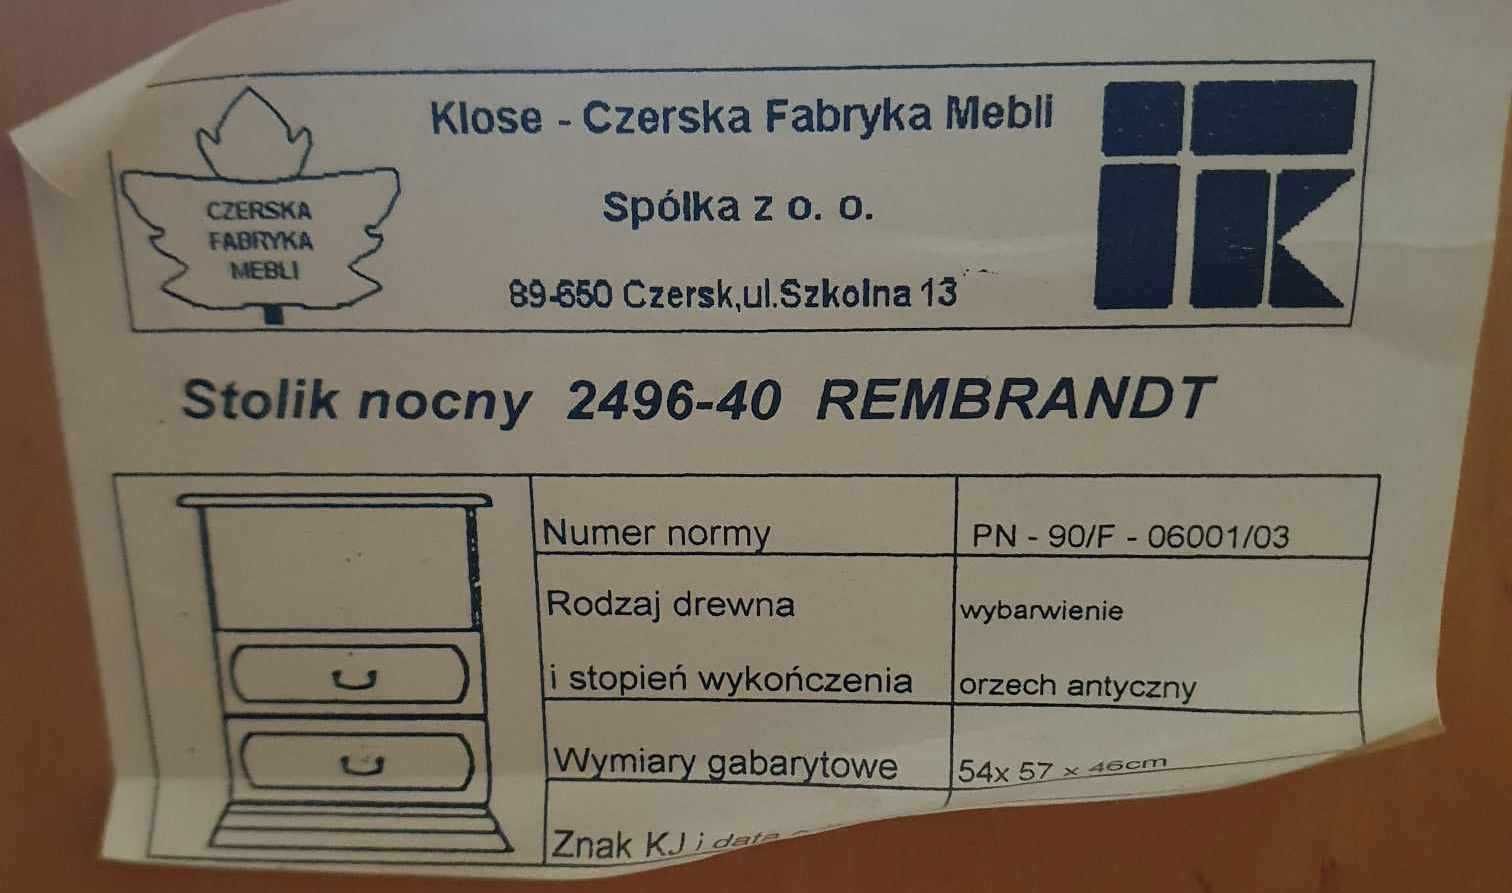 Klose - Czerska Fabryka Mebli
Spólka z o. o.
89-650 Czersk,ul.Szkolna 13
CZERSKA
FABRYKA
MEBLI
Stolik nocny 2496-40 REMBRANDT
Numer normy PN - 90/F - 06001/03
Rodzaj drewna wybarwienie
i stopień wykończenia orzech antyczny
Wymiary gabarytowe 54x 57 x 46cm
Znak KJ i data